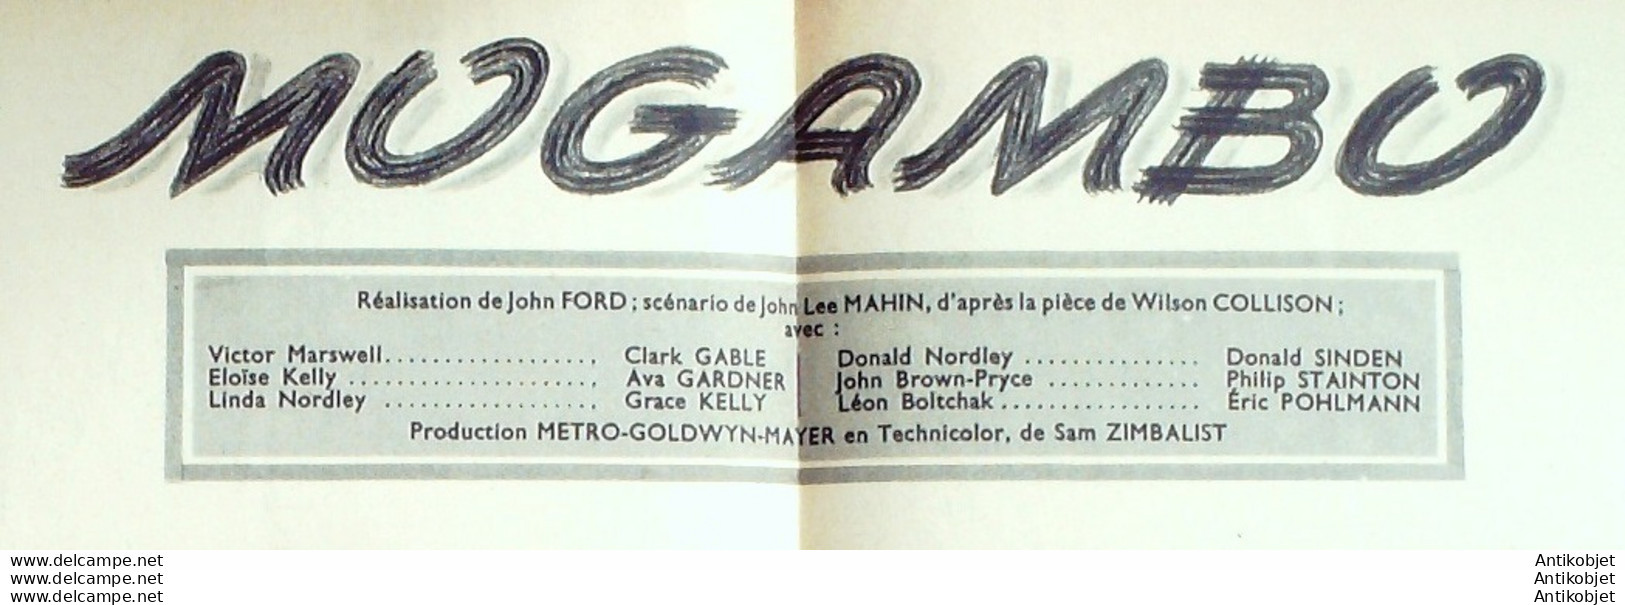 MOGAMBO
Réalisation de John FORD ; scénario de John Lee MAHIN, d'après la pièce de Wilson COLLISON ;
avec :
Victor Marswell.................. Clark GABLE Donald Nordley ............... Donald SINDEN
Eloïse Kelly ..................... Ava GARDNER John Brown-Pryce ............. Philip STAINTON
Linda Nordley .................. Grace KELLY Léon Boltchak................. Éric POHLMANN
Production METRO-GOLDWYN-MAYER en Technicolor, de Sam ZIMBALIST
www.delcampe.net Antikobjet
www.delcampe.net Antikobjet
www.delcampe.net Antikobjet